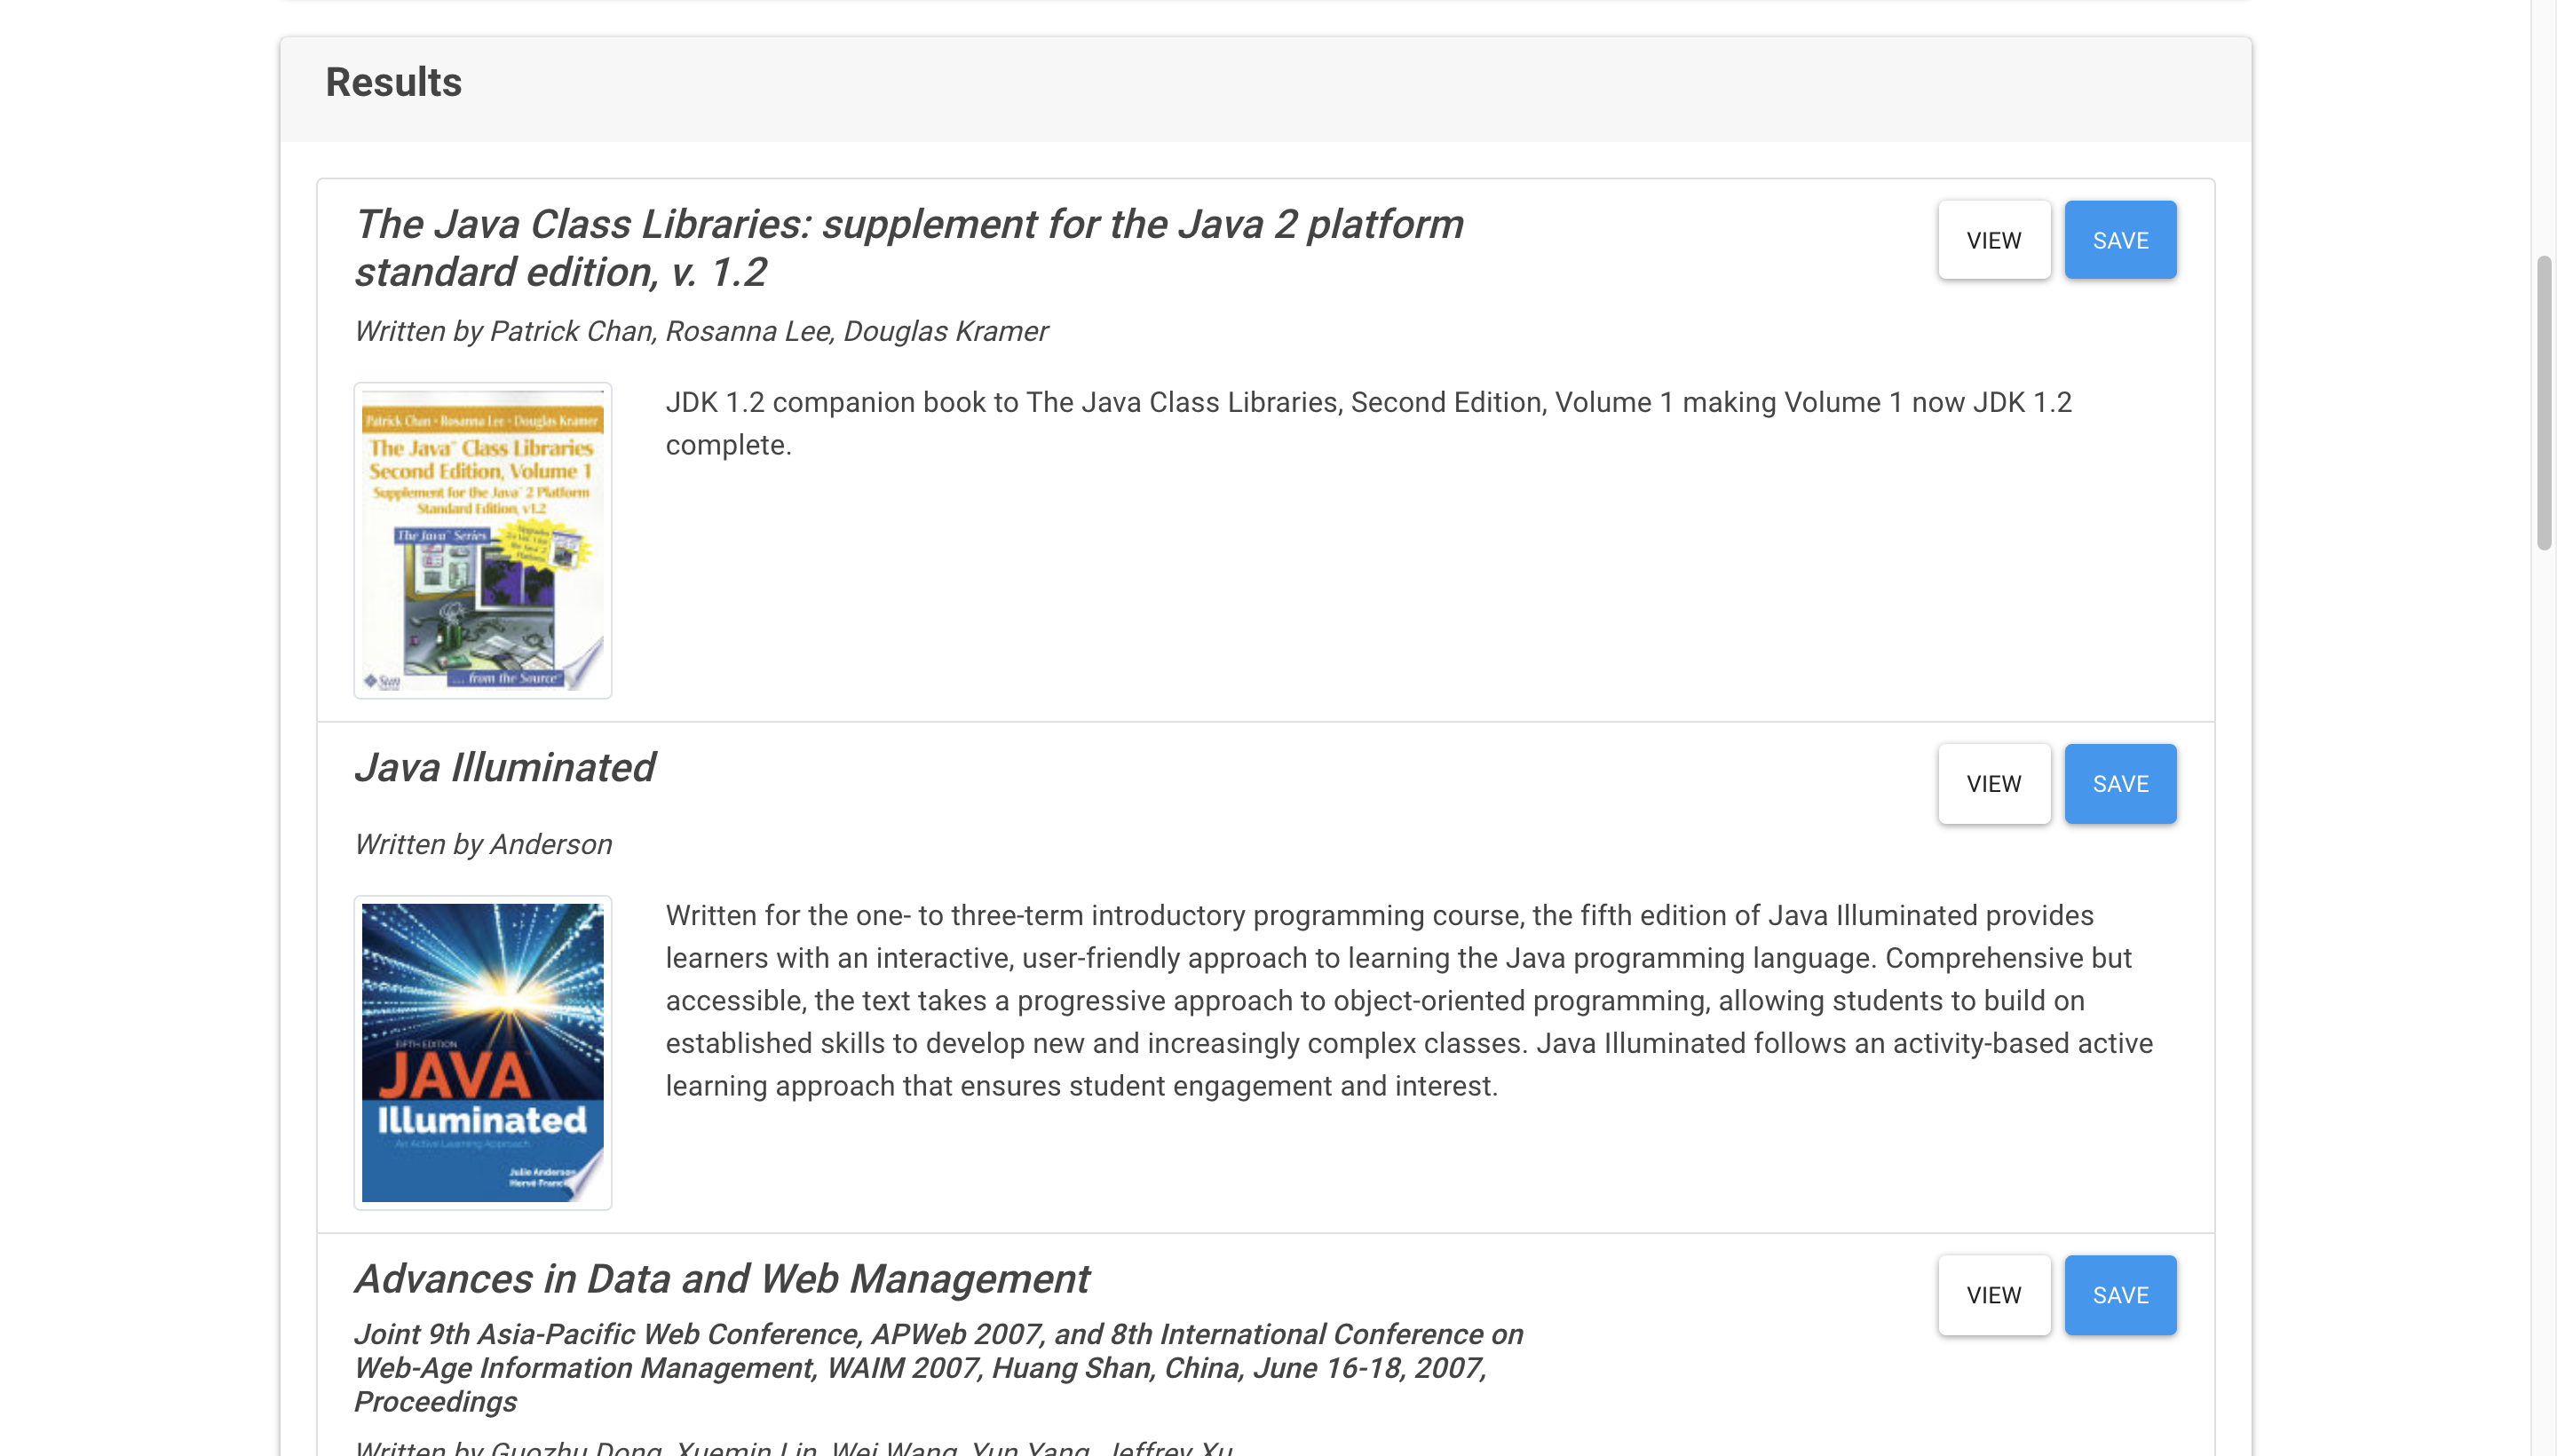 Results
The Java Class Libraries: supplement for the Java 2 platform
standard edition, v. 1.2
VIEW
SAVE
Written by Patrick Chan, Rosanna Lee, Douglas Kramer
Patrick Chan • Rosanna Lee • Douglas Kramer
The Java™ Class Libraries
Second Edition, Volume 1
Supplement for the Java™ 2 Platform
Standard Edition, v1.2
The Java™ Series
... from the Source™
Sun
JDK 1.2 companion book to The Java Class Libraries, Second Edition, Volume 1 making Volume 1 now JDK 1.2
complete.
Java Illuminated
VIEW
SAVE
Written by Anderson
FIFTH EDITION
JAVA
Illuminated
An Active Learning Approach
Julie Anderson
Hervé
Written for the one- to three-term introductory programming course, the fifth edition of Java Illuminated provides
learners with an interactive, user-friendly approach to learning the Java programming language. Comprehensive but
accessible, the text takes a progressive approach to object-oriented programming, allowing students to build on
established skills to develop new and increasingly complex classes. Java Illuminated follows an activity-based active
learning approach that ensures student engagement and interest.
Advances in Data and Web Management
VIEW
SAVE
Joint 9th Asia-Pacific Web Conference, APWeb 2007, and 8th International Conference on
Web-Age Information Management, WAIM 2007, Huang Shan, China, June 16-18, 2007,
Proceedings
Written by Guozhu Dong, Xuemin Lin, Wei Wang, Yun Yang, Jeffrey Xu